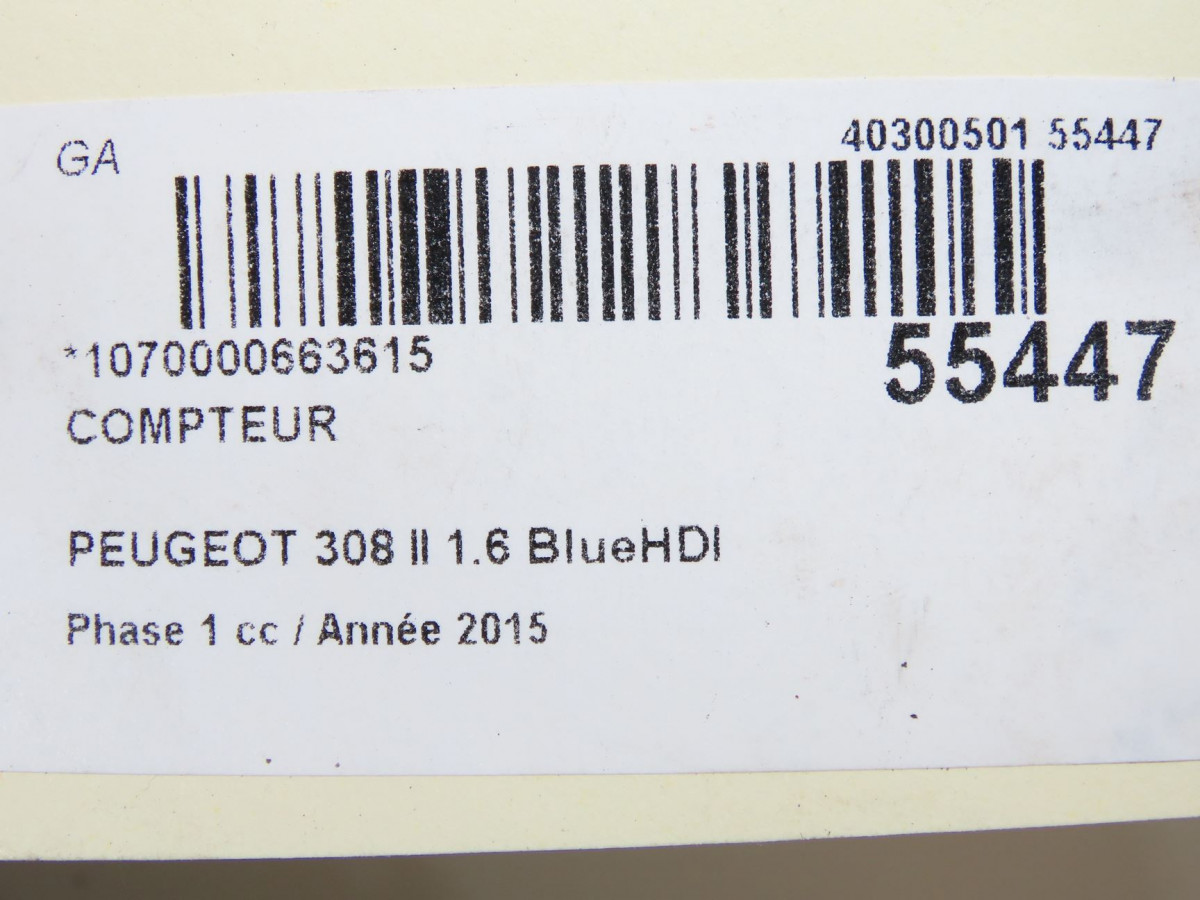 GA
40300501 55447
*1070000663615
55447
COMPTEUR
PEUGEOT 308 II 1.6 BlueHDI
Phase 1 cc / Année 2015